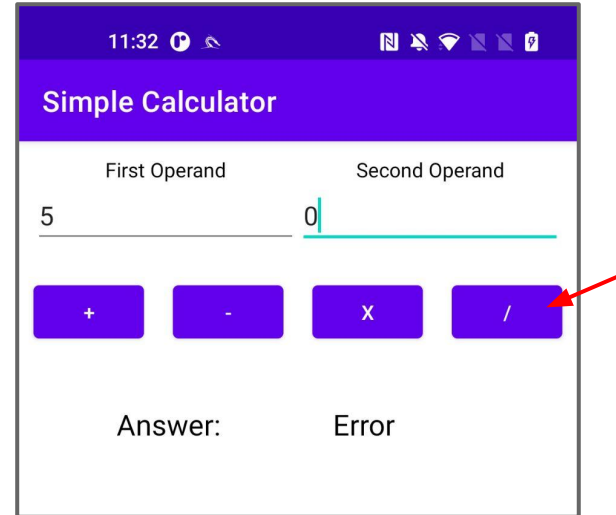 11:32
Simple Calculator
First Operand Second Operand
5 0
+ - X /
Answer: Error